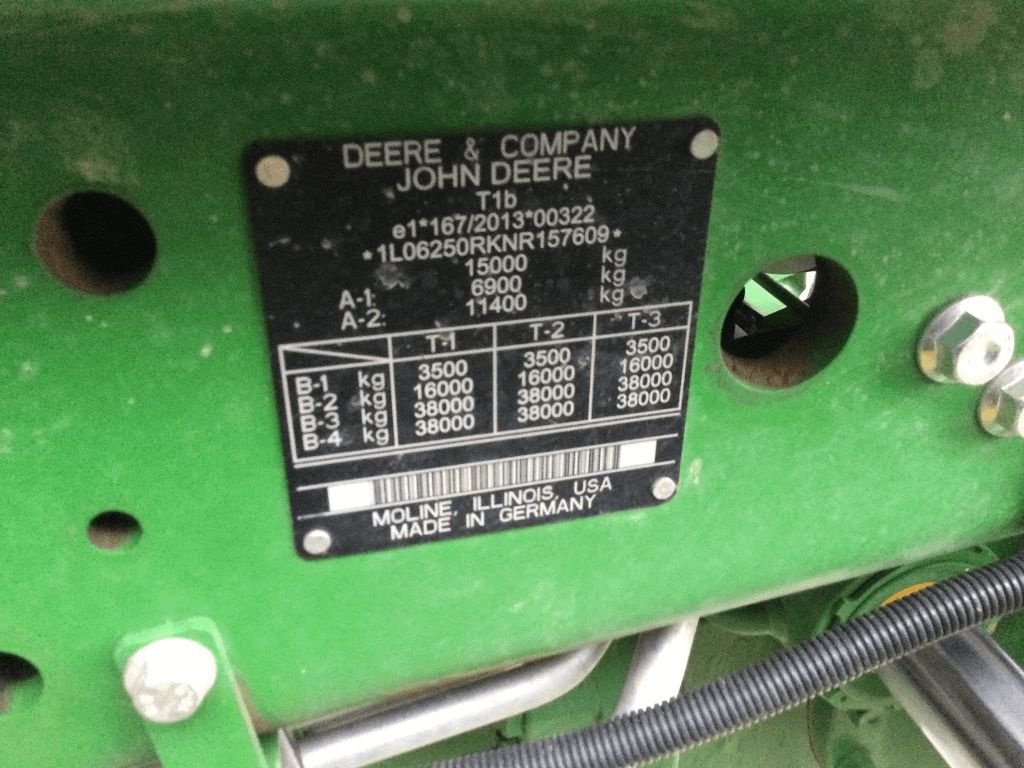 DEERE & COMPANY
JOHN DEERE
T1b
e1*167/2013*00322
*1L06250RKNR157609*
15000 kg
A-1: 6900 kg
A-2: 11400 kg
T-1 T-2 T-3
B-1 kg 3500 3500 3500
B-2 kg 16000 16000 16000
B-3 kg 38000 38000 38000
B-4 kg 38000 38000 38000
MOLINE, ILLINOIS, USA
MADE IN GERMANY